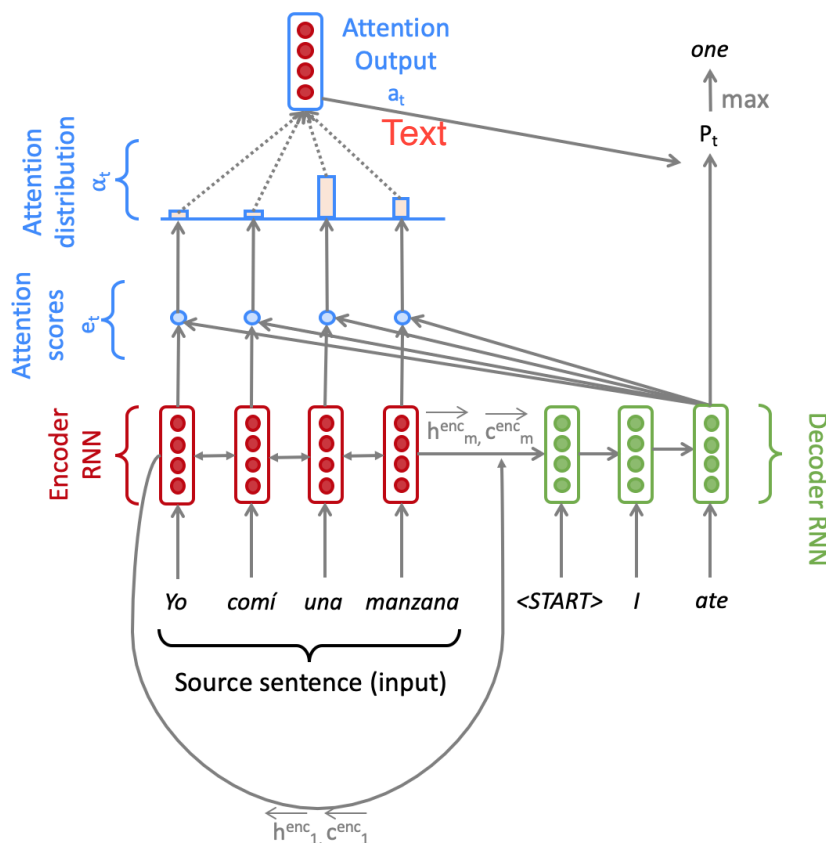 Attention
Output
a_t
one
max
Text
P_t
Attention
distribution
α_t
Attention
scores
e_t
Encoder
RNN
h^enc_m, c^enc_m
Decoder RNN
Yo comí una manzana <START> I ate
Source sentence (input)
h^enc_1, c^enc_1